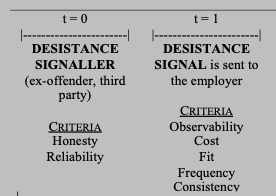 t = 0
|-----------------------|
DESISTANCE
SIGNALLER
(ex-offender, third
party)
CRITERIA
Honesty
Reliability
t = 1
|-----------------------|
DESISTANCE
SIGNAL is sent to
the employer
CRITERIA
Observability
Cost
Fit
Frequency
Consistency